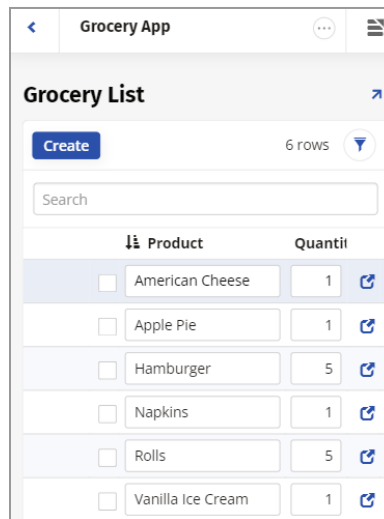 Grocery App
Grocery List
Create 6 rows
Search
Product Quantit
American Cheese 1
Apple Pie 1
Hamburger 5
Napkins 1
Rolls 5
Vanilla Ice Cream 1